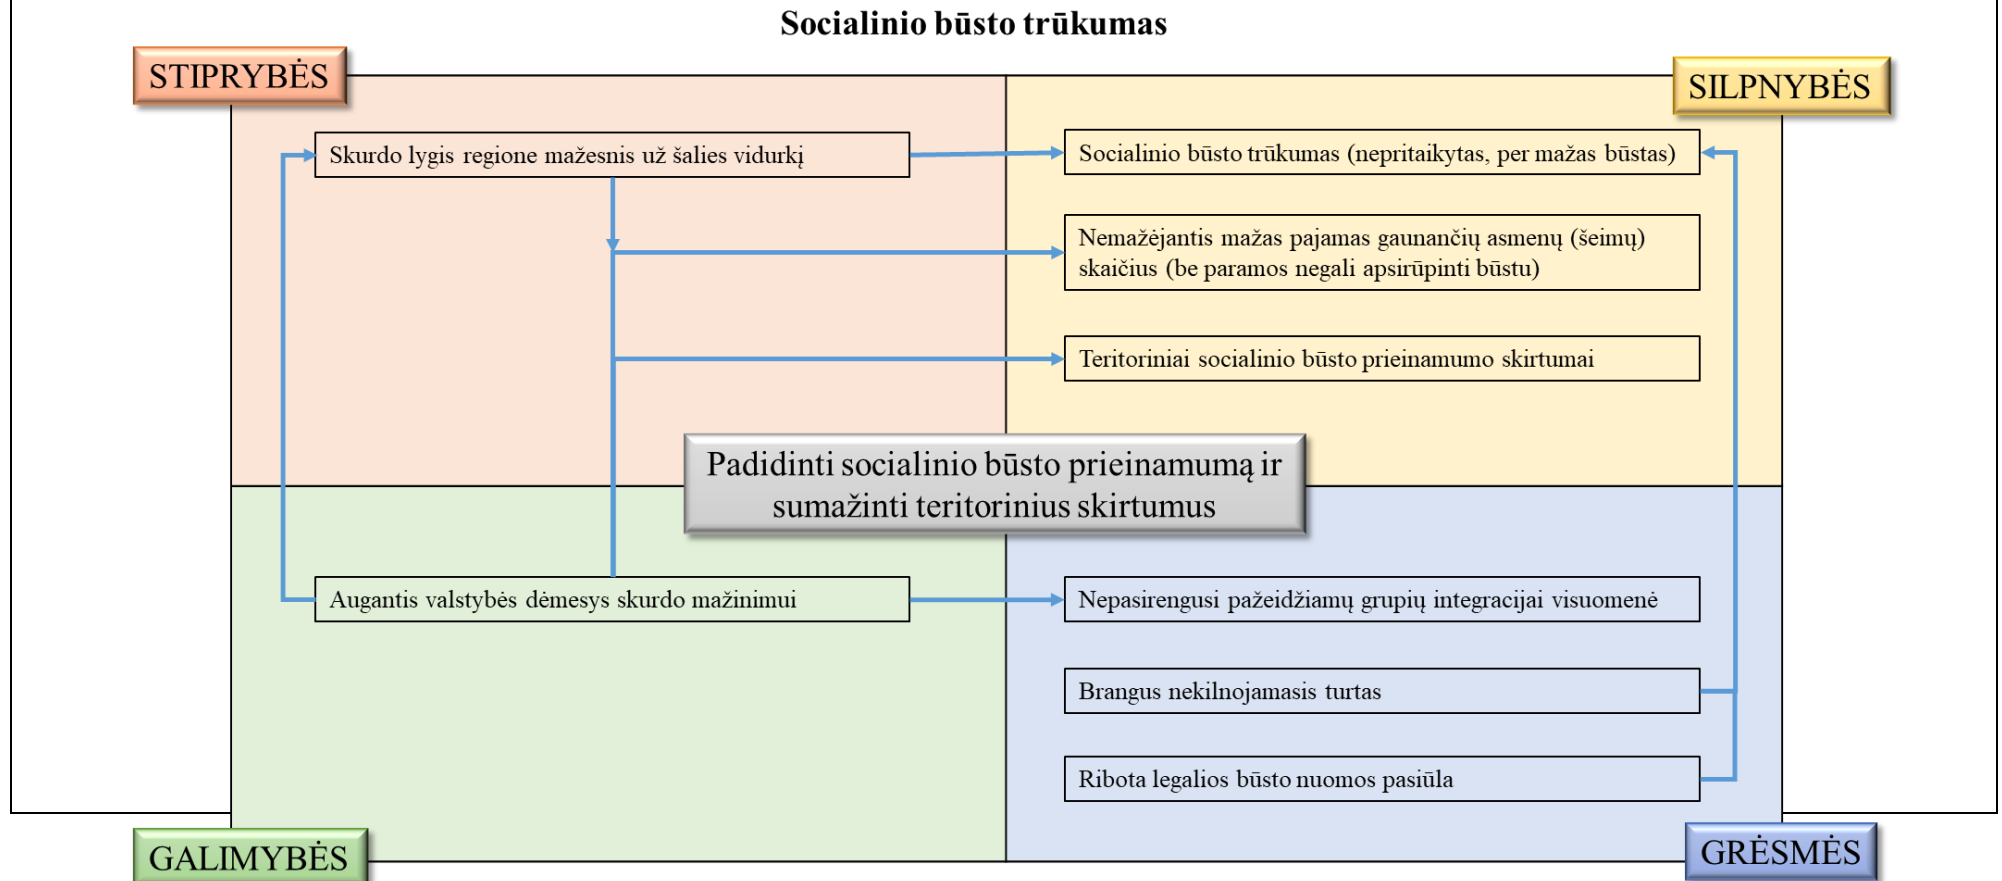 Socialinio būsto trūkumas
STIPRYBĖS
SILPNYBĖS
Skurdo lygis regione mažesnis už šalies vidurkį
Socialinio būsto trūkumas (nepritaikytas, per mažas būstas)
Nemažėjantis mažas pajamas gaunančių asmenų (šeimų)
skaičius (be paramos negali apsirūpinti būstu)
Teritoriniai socialinio būsto prieinamumo skirtumai
Padidinti socialinio būsto prieinamumą ir
sumažinti teritorinius skirtumus
Augantis valstybės dėmesys skurdo mažinimui
Nepasirengusi pažeidžiamų grupių integracijai visuomenė
Brangus nekilnojamasis turtas
Ribota legalios būsto nuomos pasiūla
GALIMYBĖS
GRĖSMĖS